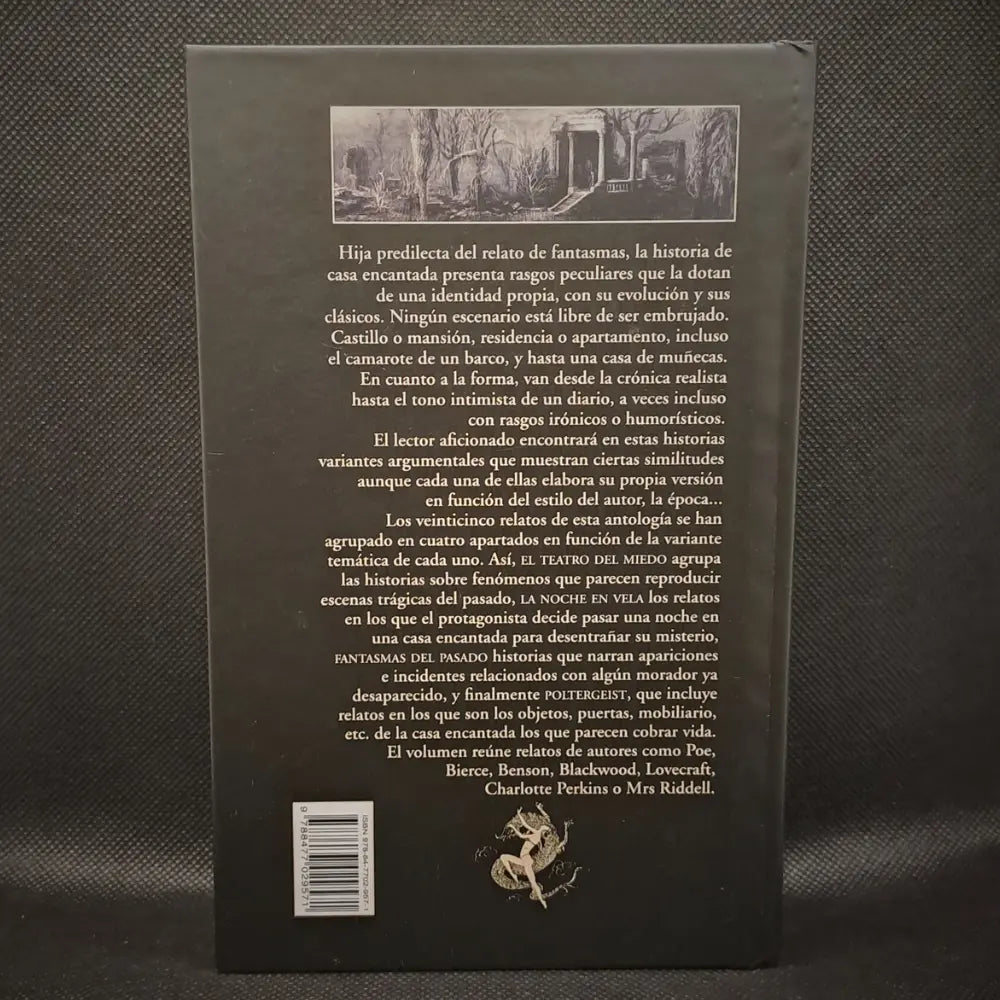 Hija predilecta del relato de fantasmas, la historia de
casa encantada presenta rasgos peculiares que la dotan
de una identidad propia, con su evolución y sus
clásicos. Ningún escenario está libre de ser embrujado.
Castillo o mansión, residencia o apartamento, incluso
el camarote de un barco, y hasta una casa de muñecas.
En cuanto a la forma, van desde la crónica realista
hasta el tono intimista de un diario, a veces incluso
con rasgos irónicos o humorísticos.
El lector aficionado encontrará en estas historias
variantes argumentales que muestran ciertas similitudes
aunque cada una de ellas elabora su propia versión
en función del estilo del autor, la época...
Los veinticinco relatos de esta antología se han
agrupado en cuatro apartados en función de la variante
temática de cada uno. Así, EL TEATRO DEL MIEDO agrupa
las historias sobre fenómenos que parecen reproducir
escenas trágicas del pasado, LA NOCHE EN VELA los relatos
en los que el protagonista decide pasar una noche en
una casa encantada para desentrañar su misterio,
FANTASMAS DEL PASADO historias que narran apariciones
e incidentes relacionados con algún morador ya
desaparecido, y finalmente POLTERGEIST, que incluye
relatos en los que son los objetos, puertas, mobiliario,
etc. de la casa encantada los que parecen cobrar vida.
El volumen reúne relatos de autores como Poe,
Bierce, Benson, Blackwood, Lovecraft,
Charlotte Perkins o Mrs Riddell.
ISBN 978-84-7702-957-1
9 788477 029571